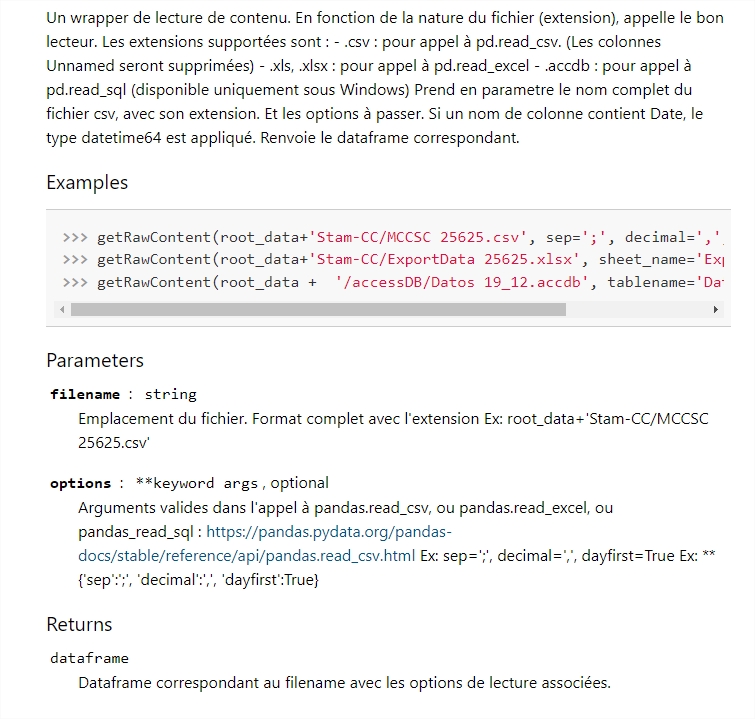 Un wrapper de lecture de contenu. En fonction de la nature du fichier (extension), appelle le bon
lecteur. Les extensions supportées sont : - .csv : pour appel à pd.read_csv. (Les colonnes
Unnamed seront supprimées) - .xls, .xlsx : pour appel à pd.read_excel - .accdb : pour appel à
pd.read_sql (disponible uniquement sous Windows) Prend en parametre le nom complet du
fichier csv, avec son extension. Et les options à passer. Si un nom de colonne contient Date, le
type datetime64 est appliqué. Renvoie le dataframe correspondant.
Examples
>>> getRawContent(root_data+'Stam-CC/MCCSC 25625.csv', sep=';', decimal=',',
>>> getRawContent(root_data+'Stam-CC/ExportData 25625.xlsx', sheet_name='Exp
>>> getRawContent(root_data +  '/accessDB/Datos 19_12.accdb', tablename='Dat
Parameters
filename : string
Emplacement du fichier. Format complet avec l'extension Ex: root_data+'Stam-CC/MCCSC
25625.csv'
options : **keyword args , optional
Arguments valides dans l'appel à pandas.read_csv, ou pandas.read_excel, ou
pandas_read_sql : https://pandas.pydata.org/pandas-
docs/stable/reference/api/pandas.read_csv.html Ex: sep=';', decimal=',', dayfirst=True Ex: **
{'sep':';', 'decimal':',', 'dayfirst':True}
Returns
dataframe
Dataframe correspondant au filename avec les options de lecture associées.